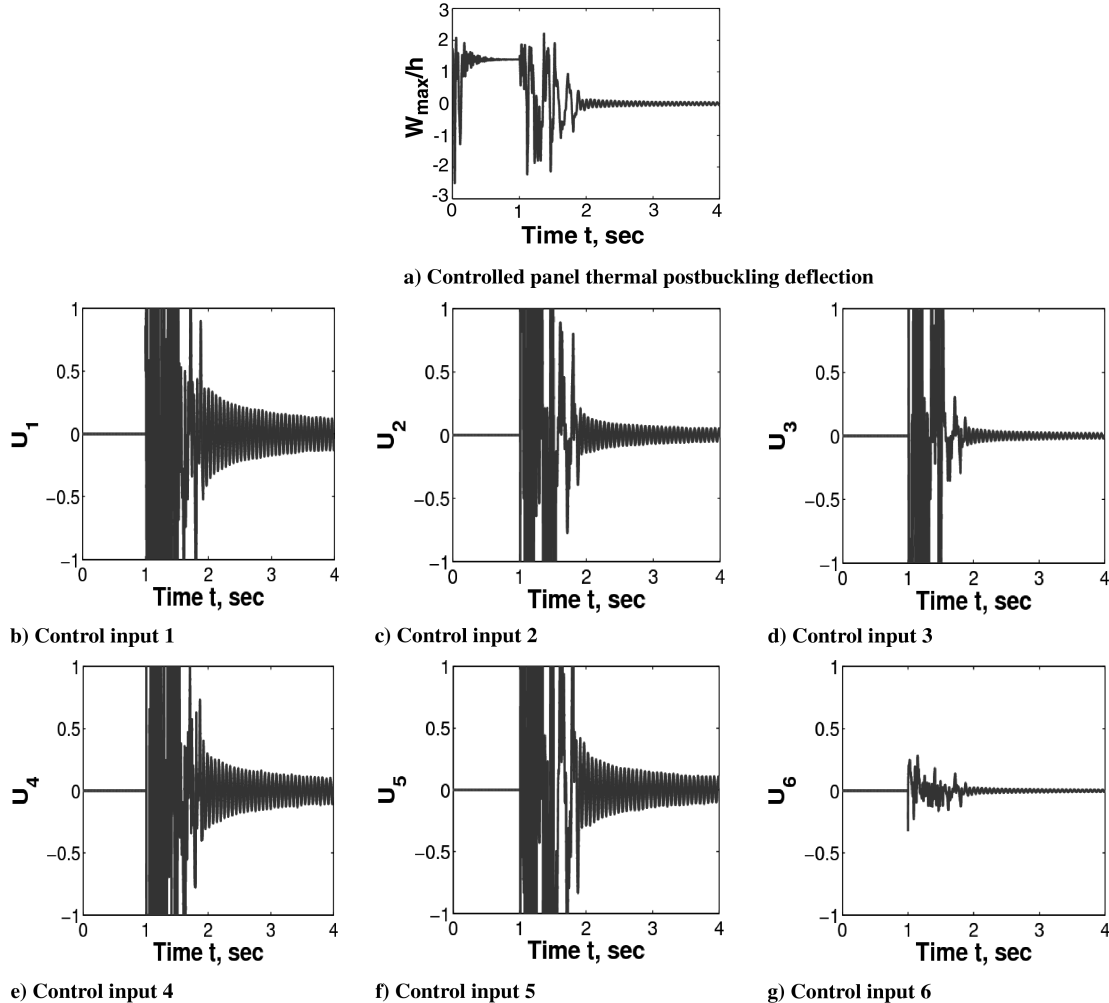 3
2
1
0
-1
-2
-3
W_max/h
0 1 2 3 4
Time t, sec
a) Controlled panel thermal postbuckling deflection
1
0.5
0
−0.5
−1
U_1
0 1 2 3 4
Time t, sec
b) Control input 1
1
0.5
0
−0.5
−1
U_2
0 1 2 3 4
Time t, sec
c) Control input 2
1
0.5
0
−0.5
−1
U_3
0 1 2 3 4
Time t, sec
d) Control input 3
1
0.5
0
−0.5
−1
U_4
0 1 2 3 4
Time t, sec
e) Control input 4
1
0.5
0
−0.5
−1
U_5
0 1 2 3 4
Time t, sec
f) Control input 5
1
0.5
0
−0.5
−1
U_6
0 1 2 3 4
Time t, sec
g) Control input 6